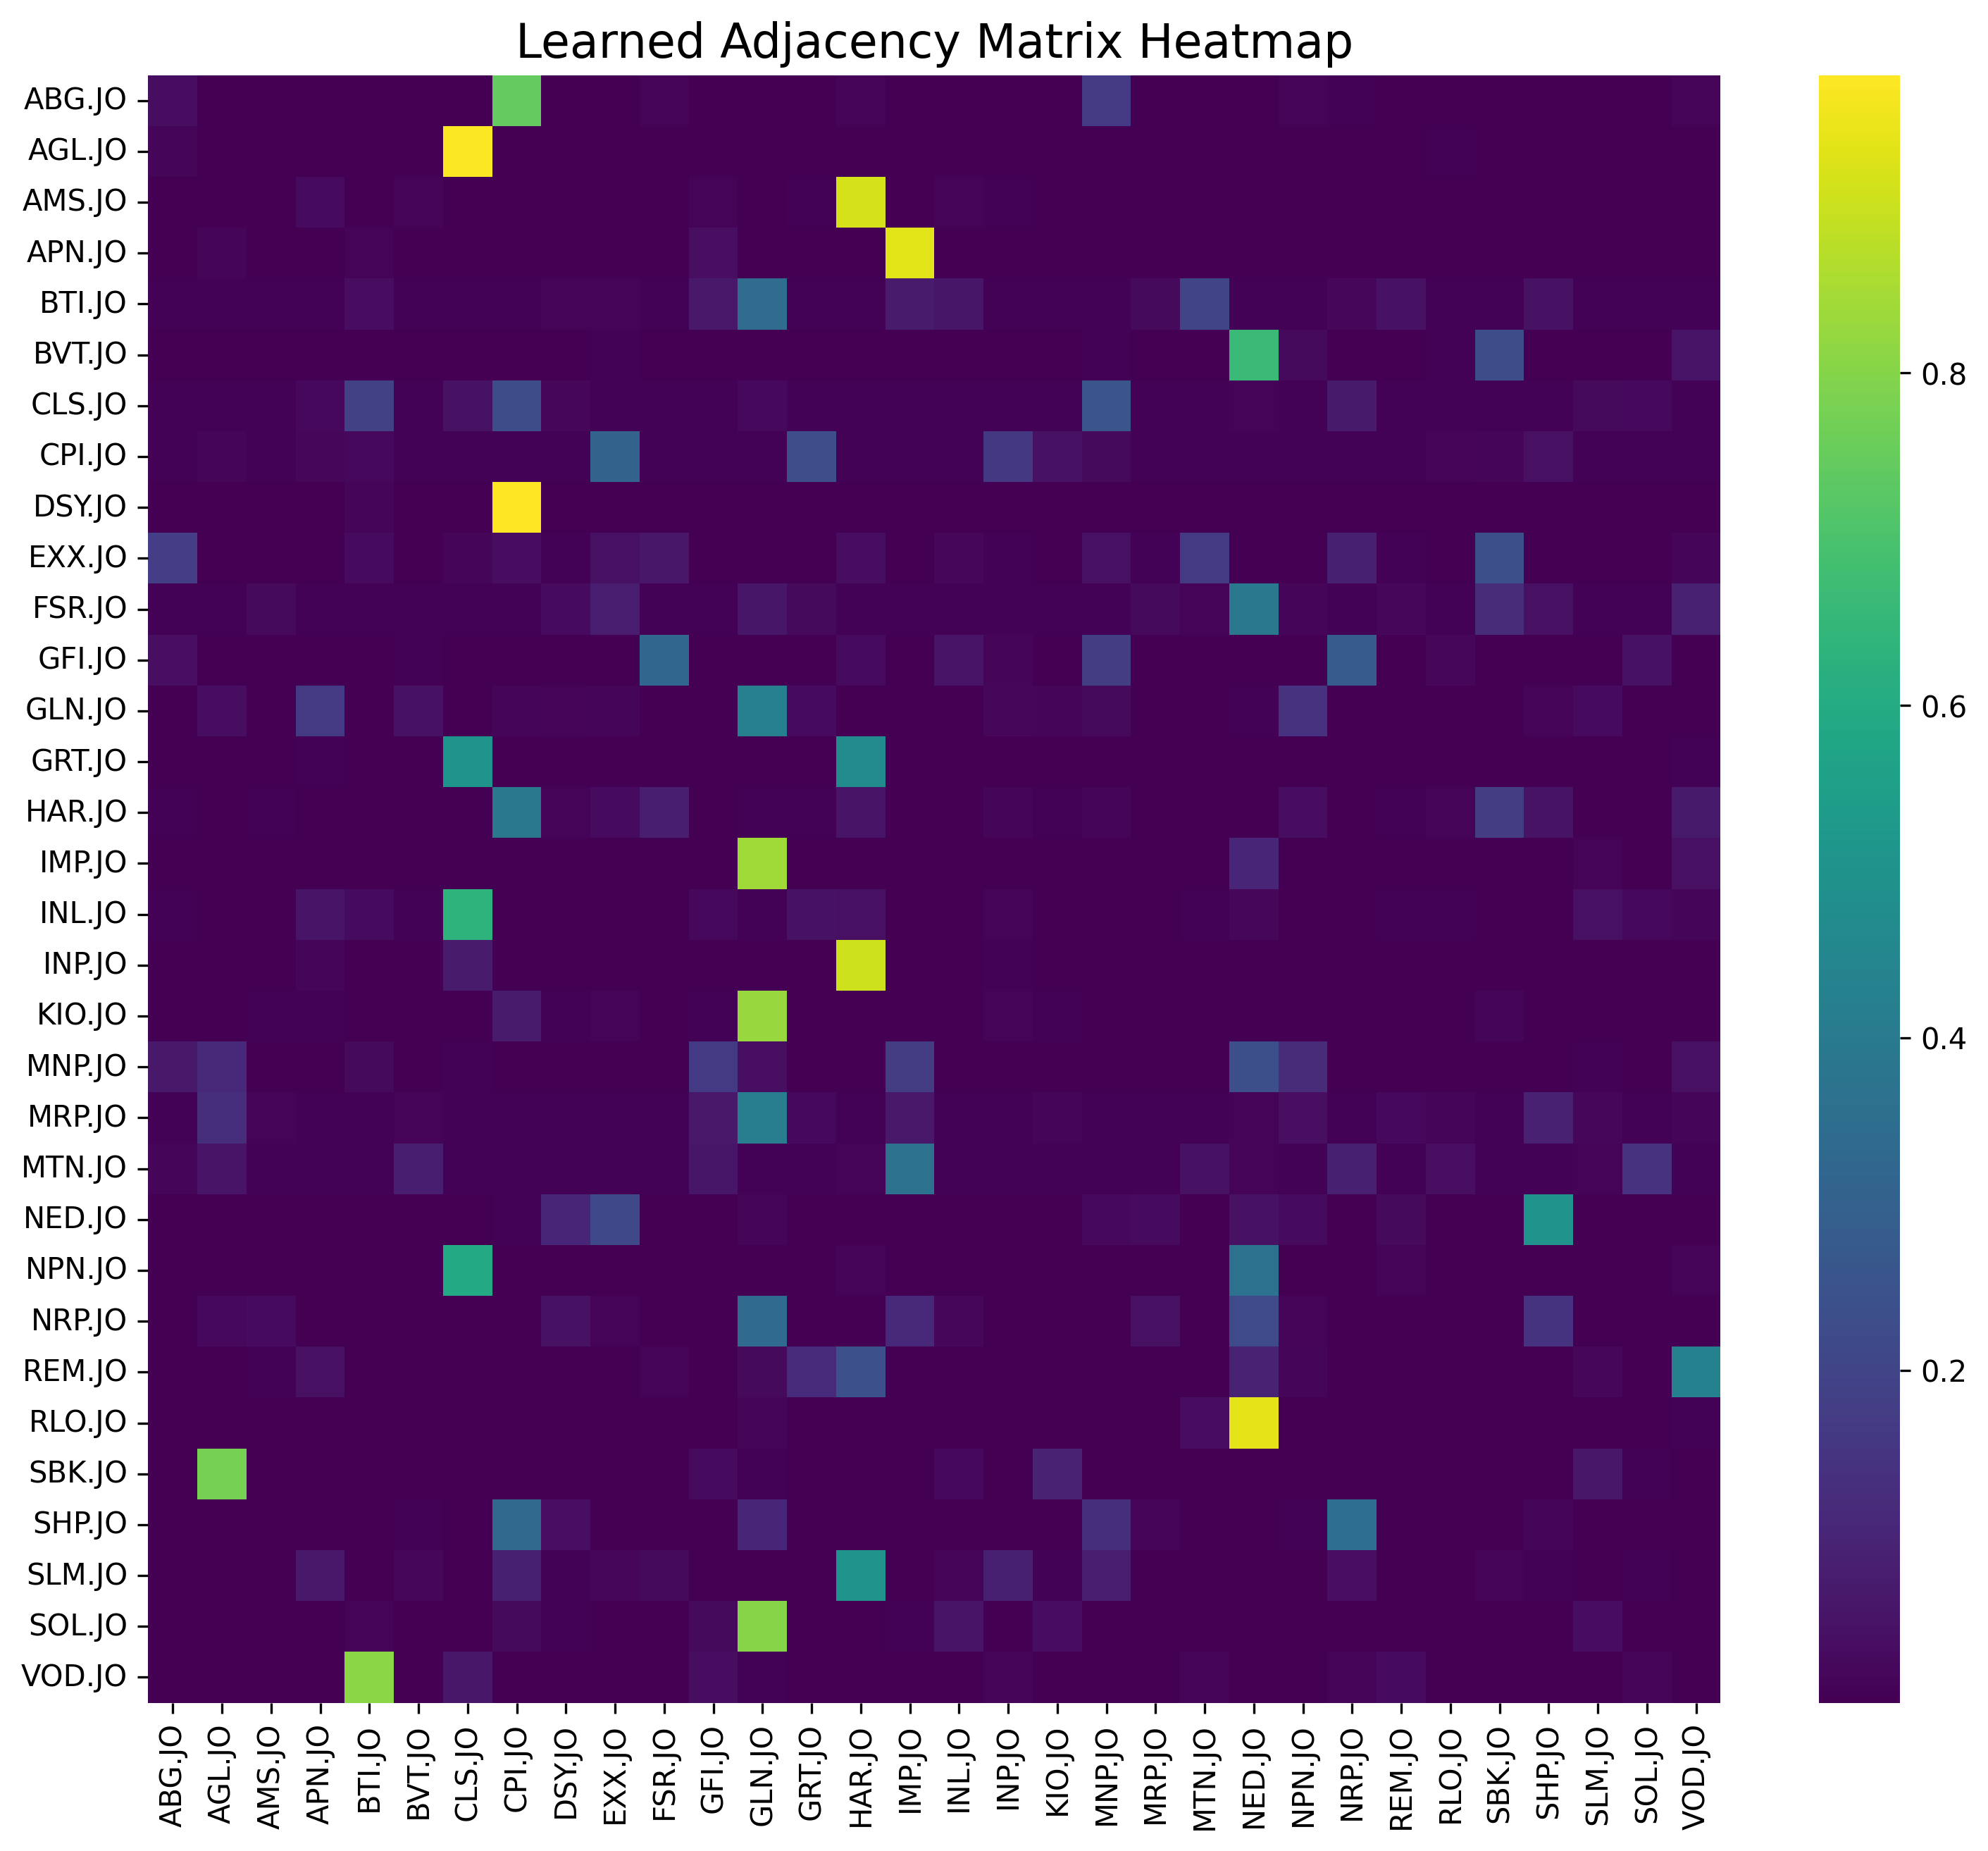 Learned Adjacency Matrix Heatmap
ABG.JO
AGL.JO
AMS.JO
APN.JO
BTI.JO
BVT.JO
CLS.JO
CPI.JO
DSY.JO
EXX.JO
FSR.JO
GFI.JO
GLN.JO
GRT.JO
HAR.JO
IMP.JO
INL.JO
INP.JO
KIO.JO
MNP.JO
MRP.JO
MTN.JO
NED.JO
NPN.JO
NRP.JO
REM.JO
RLO.JO
SBK.JO
SHP.JO
SLM.JO
SOL.JO
VOD.JO
ABG.JO
AGL.JO
AMS.JO
APN.JO
BTI.JO
BVT.JO
CLS.JO
CPI.JO
DSY.JO
EXX.JO
FSR.JO
GFI.JO
GLN.JO
GRT.JO
HAR.JO
IMP.JO
INL.JO
INP.JO
KIO.JO
MNP.JO
MRP.JO
MTN.JO
NED.JO
NPN.JO
NRP.JO
REM.JO
RLO.JO
SBK.JO
SHP.JO
SLM.JO
SOL.JO
VOD.JO
0.8
0.6
0.4
0.2